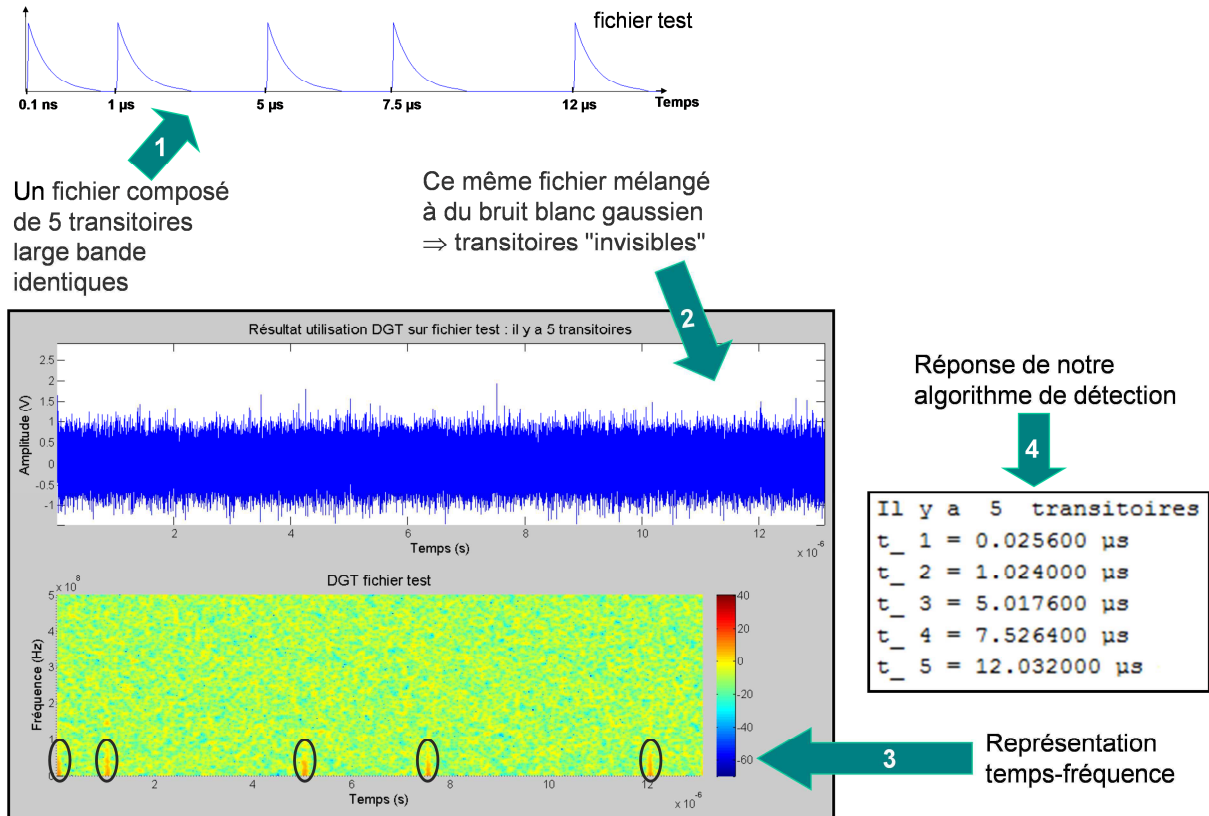 fichier test
0.1 ns 1 µs 5 µs 7.5 µs 12 µs Temps
1
Un fichier composé
de 5 transitoires
large bande
identiques
Ce même fichier mélangé
à du bruit blanc gaussien
⇒ transitoires "invisibles"
2
Résultat utilisation DGT sur fichier test : il y a 5 transitoires
Amplitude (V)
2.5
2
1.5
1
0.5
0
-0.5
-1
2 4 6 8 10 12
Temps (s)
x 10^-6
DGT fichier test
x 10^8
Fréquence (Hz)
5
4
3
2
1
0
2 4 6 8 10 12
Temps (s)
x 10^-6
40
20
0
-20
-40
-60
Réponse de notre
algorithme de détection
4
Il y a 5 transitoires
t_ 1 = 0.025600 µs
t_ 2 = 1.024000 µs
t_ 3 = 5.017600 µs
t_ 4 = 7.526400 µs
t_ 5 = 12.032000 µs
3
Représentation
temps-fréquence